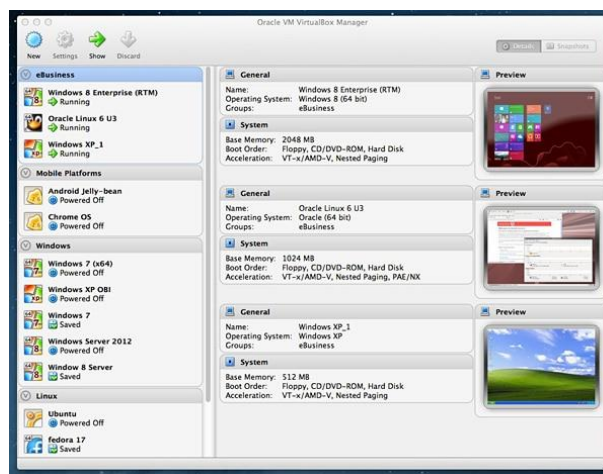 Oracle VM VirtualBox Manager
New Settings Show Discard
Details Snapshots
eBusiness
Windows 8 Enterprise (RTM)
Running
Oracle Linux 6 U3
Running
Windows XP_1
Running
Mobile Platforms
Android Jelly-bean
Powered Off
Chrome OS
Powered Off
Windows
Windows 7 (x64)
Powered Off
Windows XP OBI
Powered Off
Windows 7
Saved
Windows Server 2012
Powered Off
Window 8 Server
Saved
Linux
Ubuntu
Powered Off
fedora 17
Saved
General
Name: Windows 8 Enterprise (RTM)
Operating System: Windows 8 (64 bit)
Groups: eBusiness
System
Base Memory: 2048 MB
Boot Order: Floppy, CD/DVD-ROM, Hard Disk
Acceleration: VT-x/AMD-V, Nested Paging
Preview
General
Name: Oracle Linux 6 U3
Operating System: Oracle (64 bit)
Groups: eBusiness
System
Base Memory: 1024 MB
Boot Order: Floppy, CD/DVD-ROM, Hard Disk
Acceleration: VT-x/AMD-V, Nested Paging, PAE/NX
Preview
General
Name: Windows XP_1
Operating System: Windows XP
Groups: eBusiness
System
Base Memory: 512 MB
Boot Order: Floppy, CD/DVD-ROM, Hard Disk
Acceleration: VT-x/AMD-V, Nested Paging
Preview